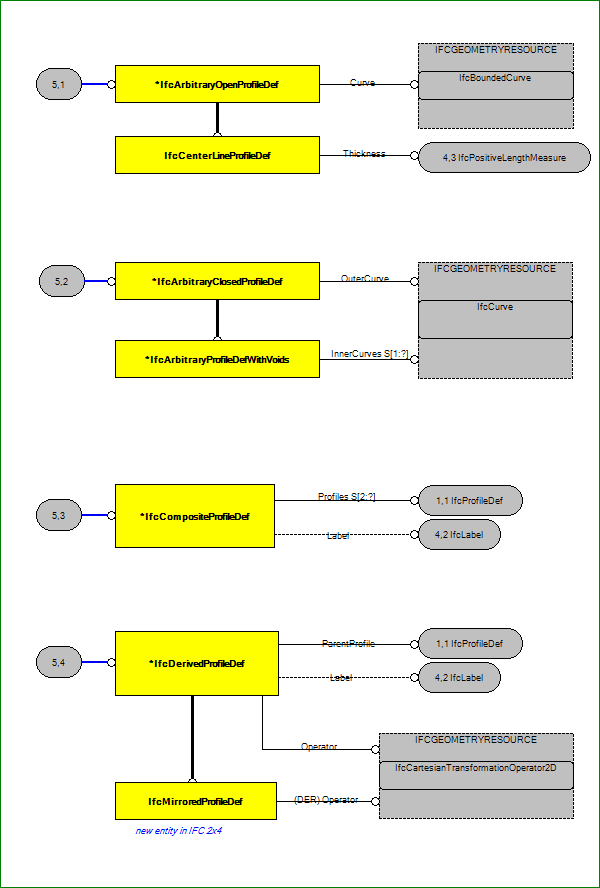 IFCGEOMETRYRESOURCE
5,1
*IfcArbitraryOpenProfileDef
Curve
IfcBoundedCurve
IfcCenterLineProfileDef
Thickness
4,3 IfcPositiveLengthMeasure
IFCGEOMETRYRESOURCE
5,2
*IfcArbitraryClosedProfileDef
OuterCurve
IfcCurve
*IfcArbitraryProfileDefWithVoids
InnerCurves S[1:?]
5,3
*IfcCompositeProfileDef
Profiles S[2:?]
1,1 IfcProfileDef
Label
4,2 IfcLabel
5,4
*IfcDerivedProfileDef
ParentProfile
1,1 IfcProfileDef
Label
4,2 IfcLabel
IFCGEOMETRYRESOURCE
Operator
IfcCartesianTransformationOperator2D
IfcMirroredProfileDef
(DER) Operator
new entity in IFC 2x4